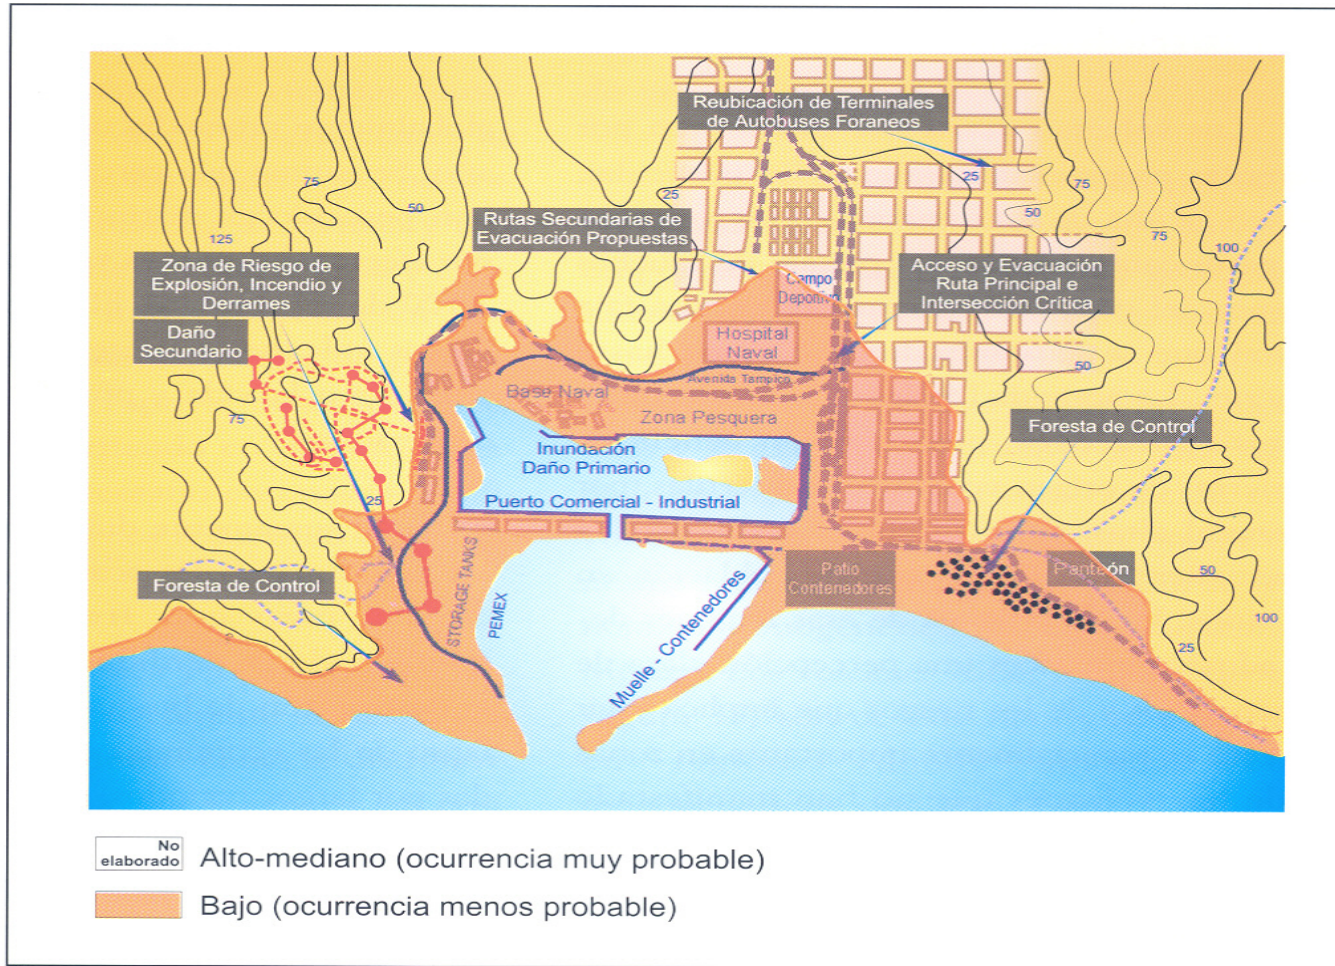 Reubicación de Terminales
de Autobuses Foraneos
25
75
75
50
50
75
125
100
Rutas Secundarias de
Evacuación Propuestas
Zona de Riesgo de
Explosión, Incendio y
Derrames
Acceso y Evacuación
Ruta Principal e
Intersección Crítica
Campo
Deportivo
Daño
Secundario
Hospital
Naval
50
Avenida Tampico
Base Naval
75
Zona Pesquera
Foresta de Control
Inundación
Daño Primario
25
Puerto Comercial - Industrial
STORAGE TANKS
PEMEX
Muelle - Contenedores
Patio
Contenedores
Panteón
50
Foresta de Control
100
25
No
elaborado
Alto-mediano (ocurrencia muy probable)
Bajo (ocurrencia menos probable)